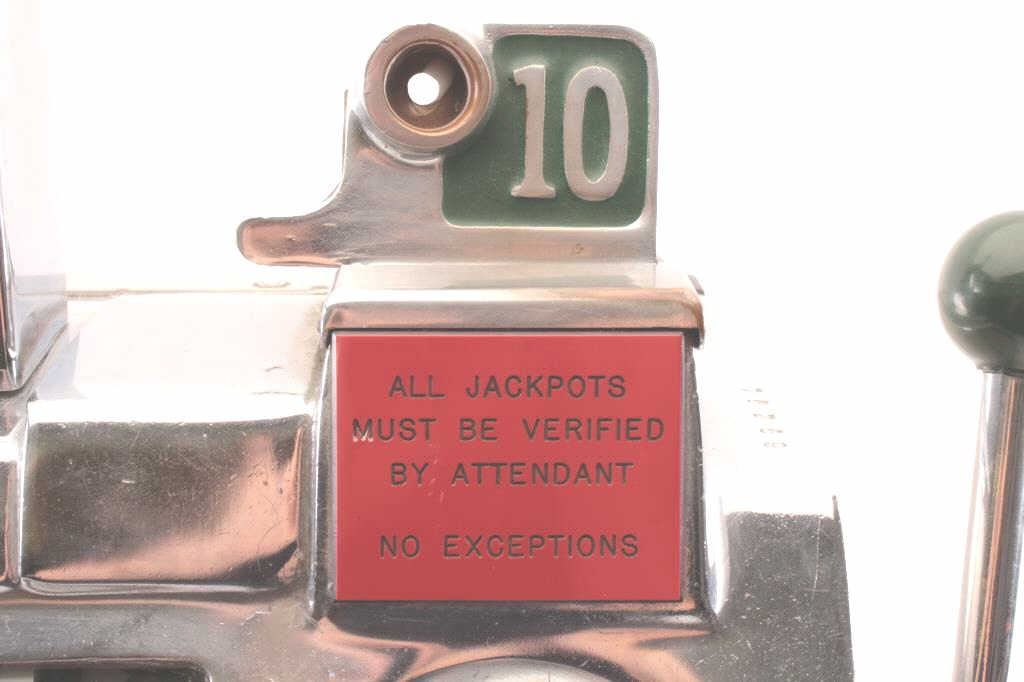 10
ALL JACKPOTS
MUST BE VERIFIED
BY ATTENDANT
NO EXCEPTIONS